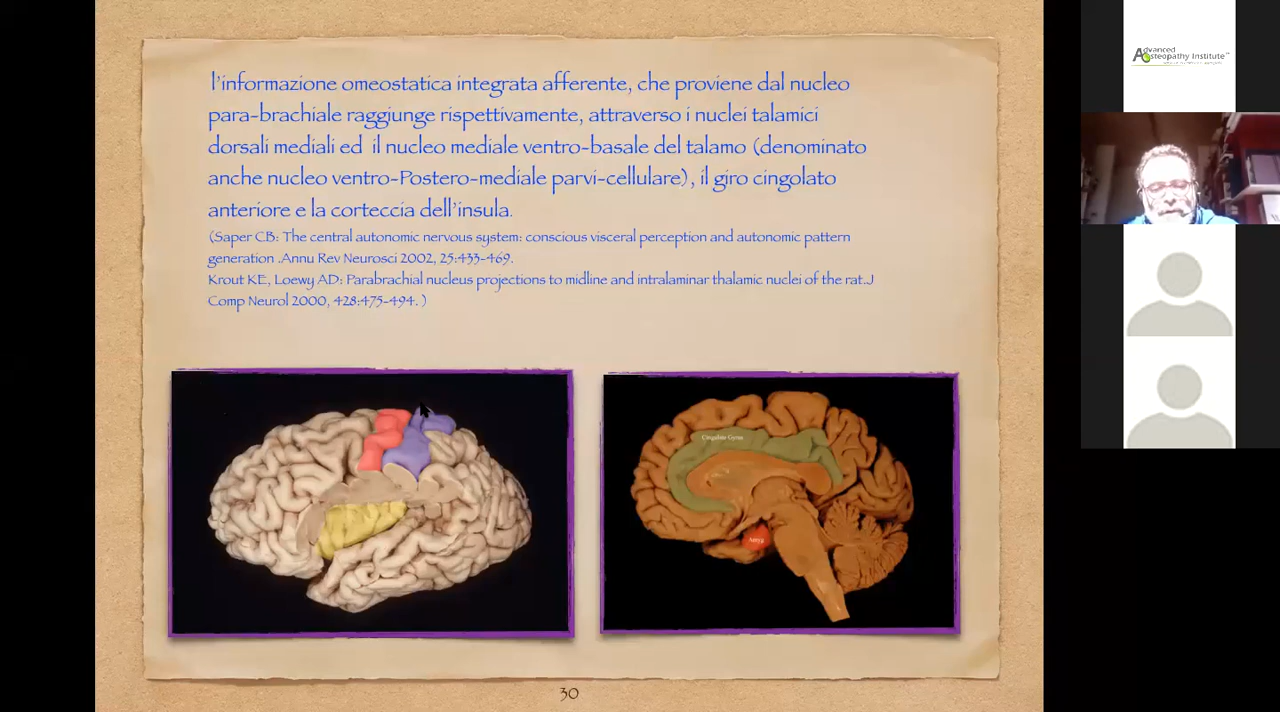 l'informazione omeostatica integrata afferente, che proviene dal nucleo
para-brachiale raggiunge rispettivamente, attraverso i nuclei talamici
dorsali mediali ed il nucleo mediale ventro-basale del talamo (denominato
anche nucleo ventro-Postero-mediale parvi-cellulare), il giro cingolato
anteriore e la corteccia dell'insula.
(Saper CB: The central autonomic nervous system: conscious visceral perception and autonomic pattern
generation .Annu Rev Neurosci 2002, 25:433-469.
Krout KE, Loewy AD: Parabrachial nucleus projections to midline and intralaminar thalamic nuclei of the rat.J
Comp Neurol 2000, 428:475-494. )
Cingulate Gyrus
Amyg
30
Advanced
Osteopathy Institute™